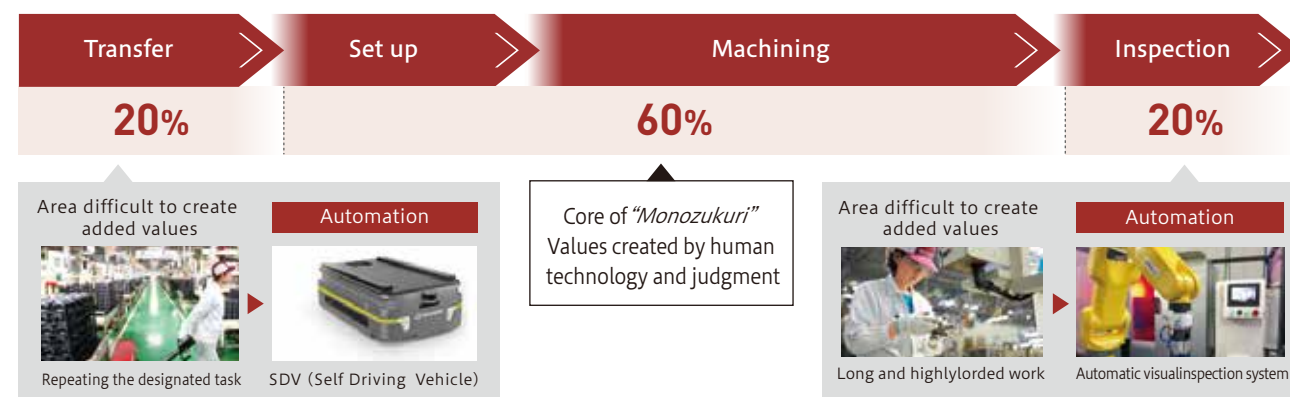 Transfer
Set up
Machining
Inspection
20%
60%
20%
Area difficult to create
added values
Automation
Repeating the designated task
SDV (Self Driving Vehicle)
Core of “Monozukuri”
Values created by human
technology and judgment
Area difficult to create
added values
Automation
Long and highlylorded work
Automatic visualinspection system